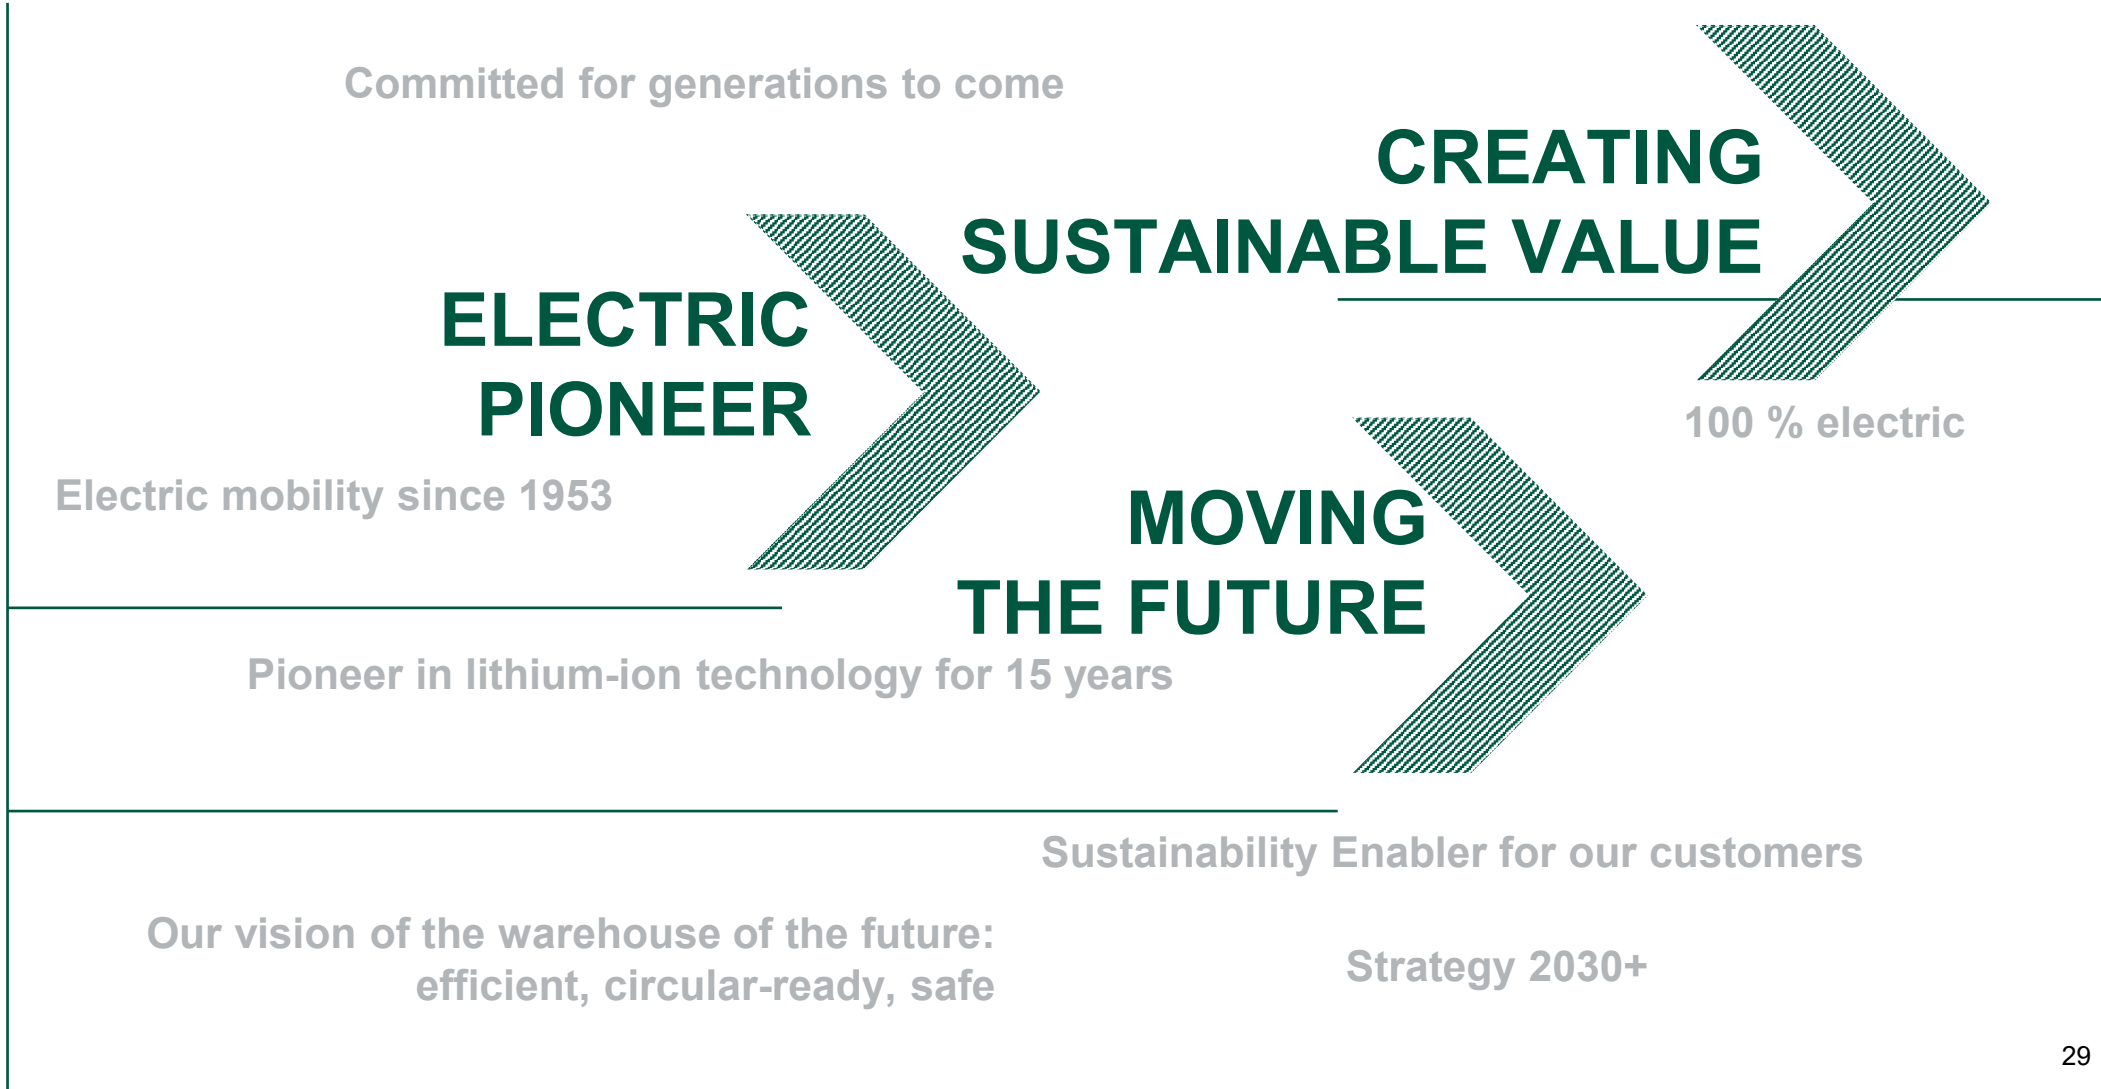 Committed for generations to come
CREATING
SUSTAINABLE VALUE
ELECTRIC
PIONEER
100 % electric
Electric mobility since 1953
MOVING
THE FUTURE
Pioneer in lithium-ion technology for 15 years
Sustainability Enabler for our customers
Our vision of the warehouse of the future:
efficient, circular-ready, safe
Strategy 2030+
29